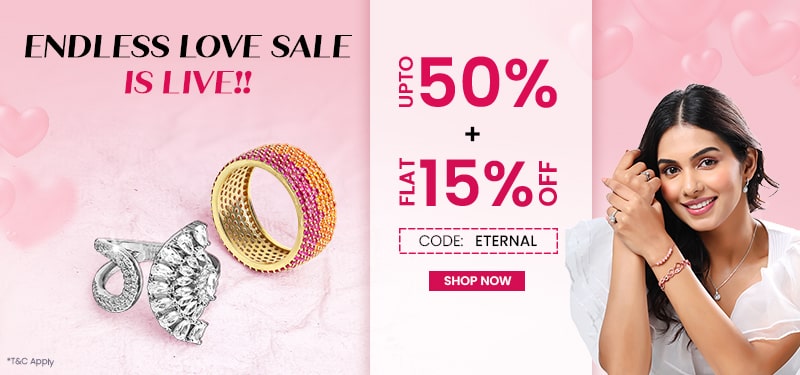 ENDLESS LOVE SALE
IS LIVE!!
UPTO 50%
+
FLAT 15% OFF
CODE: ETERNAL
SHOP NOW
*T&C Apply